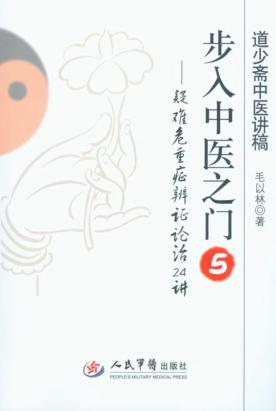 道少斋中医讲稿
步入中医之门
5
——疑难危重症辨证论治24讲
毛以林◎著
人民军医出版社
PEOPLE'S MILITARY MEDICAL PRESS